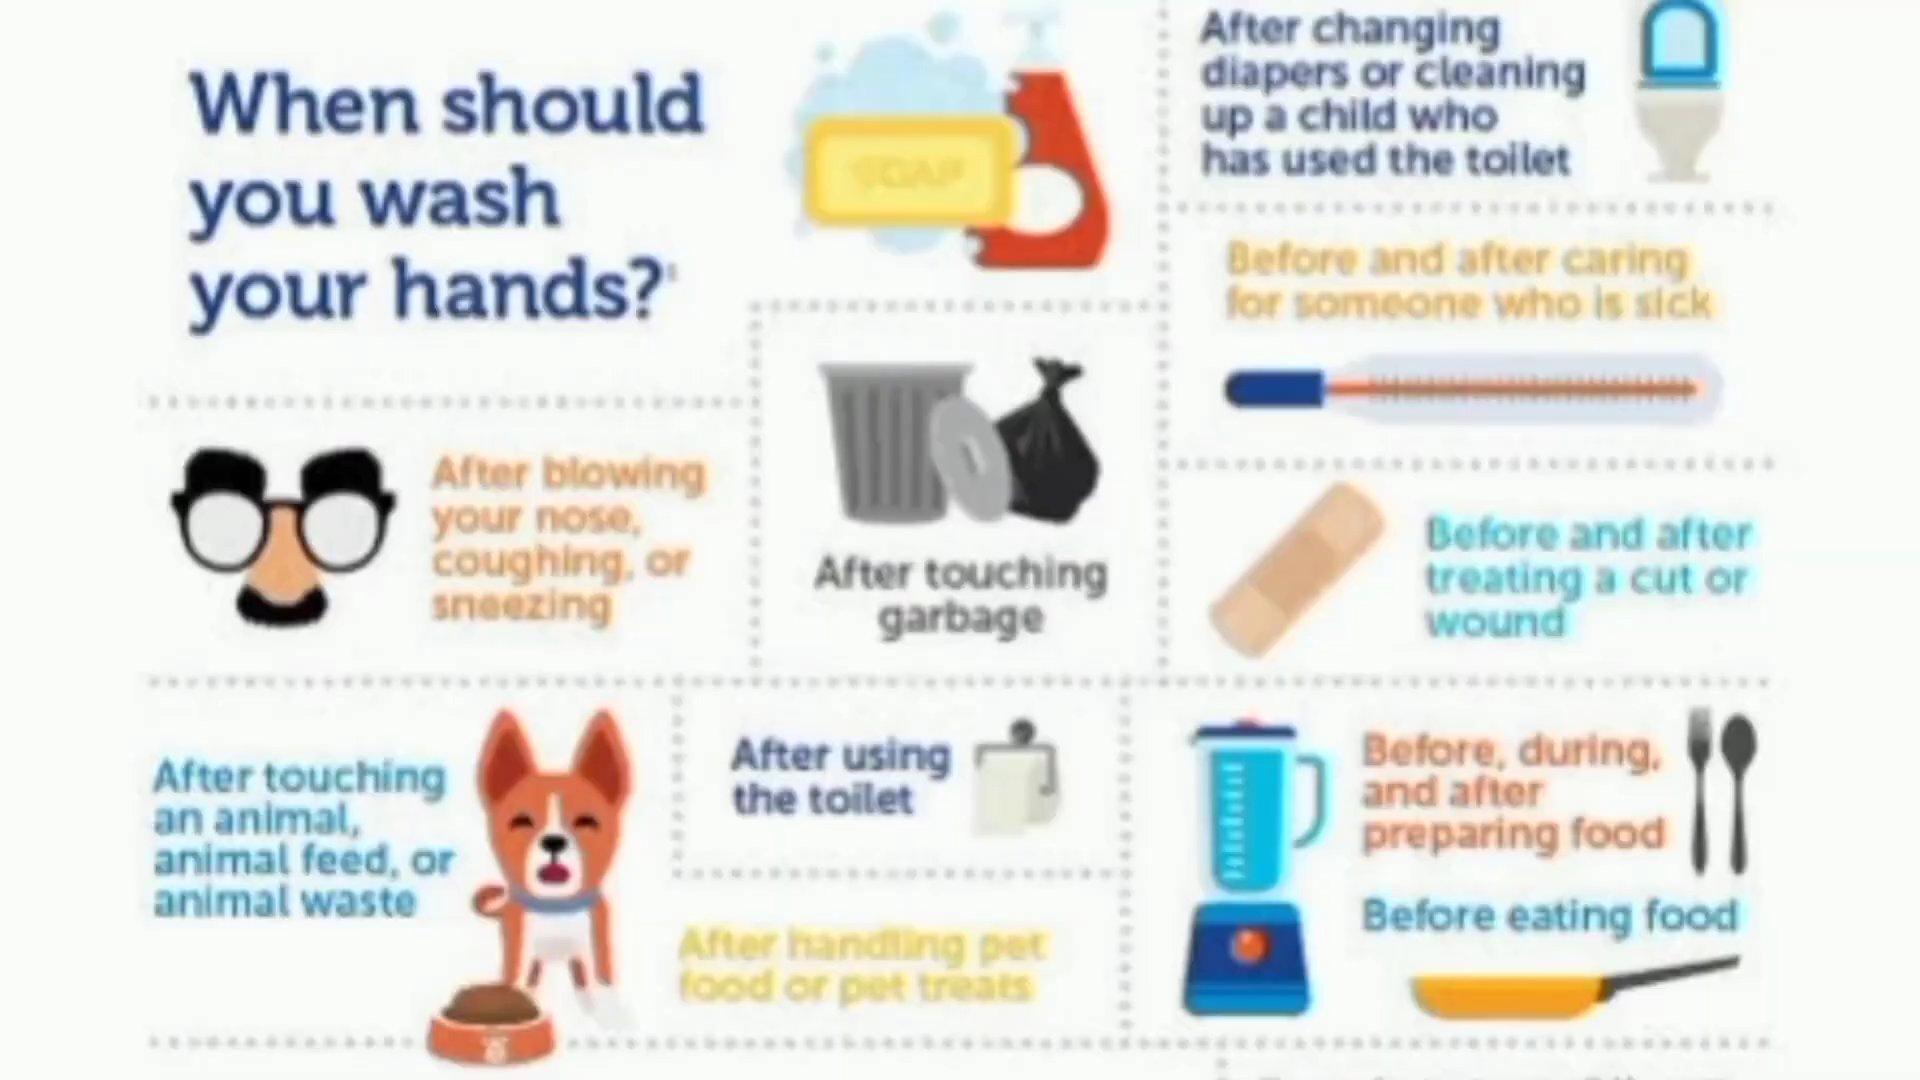 When should
you wash
your hands?
SOAP
After changing
diapers or cleaning
up a child who
has used the toilet
Before and after caring
for someone who is sick
After blowing
your nose,
coughing, or
sneezing
After touching
garbage
Before and after
treating a cut or
wound
After touching
an animal,
animal feed, or
animal waste
After using
the toilet
After handling pet
food or pet treats
Before, during,
and after
preparing food
Before eating food